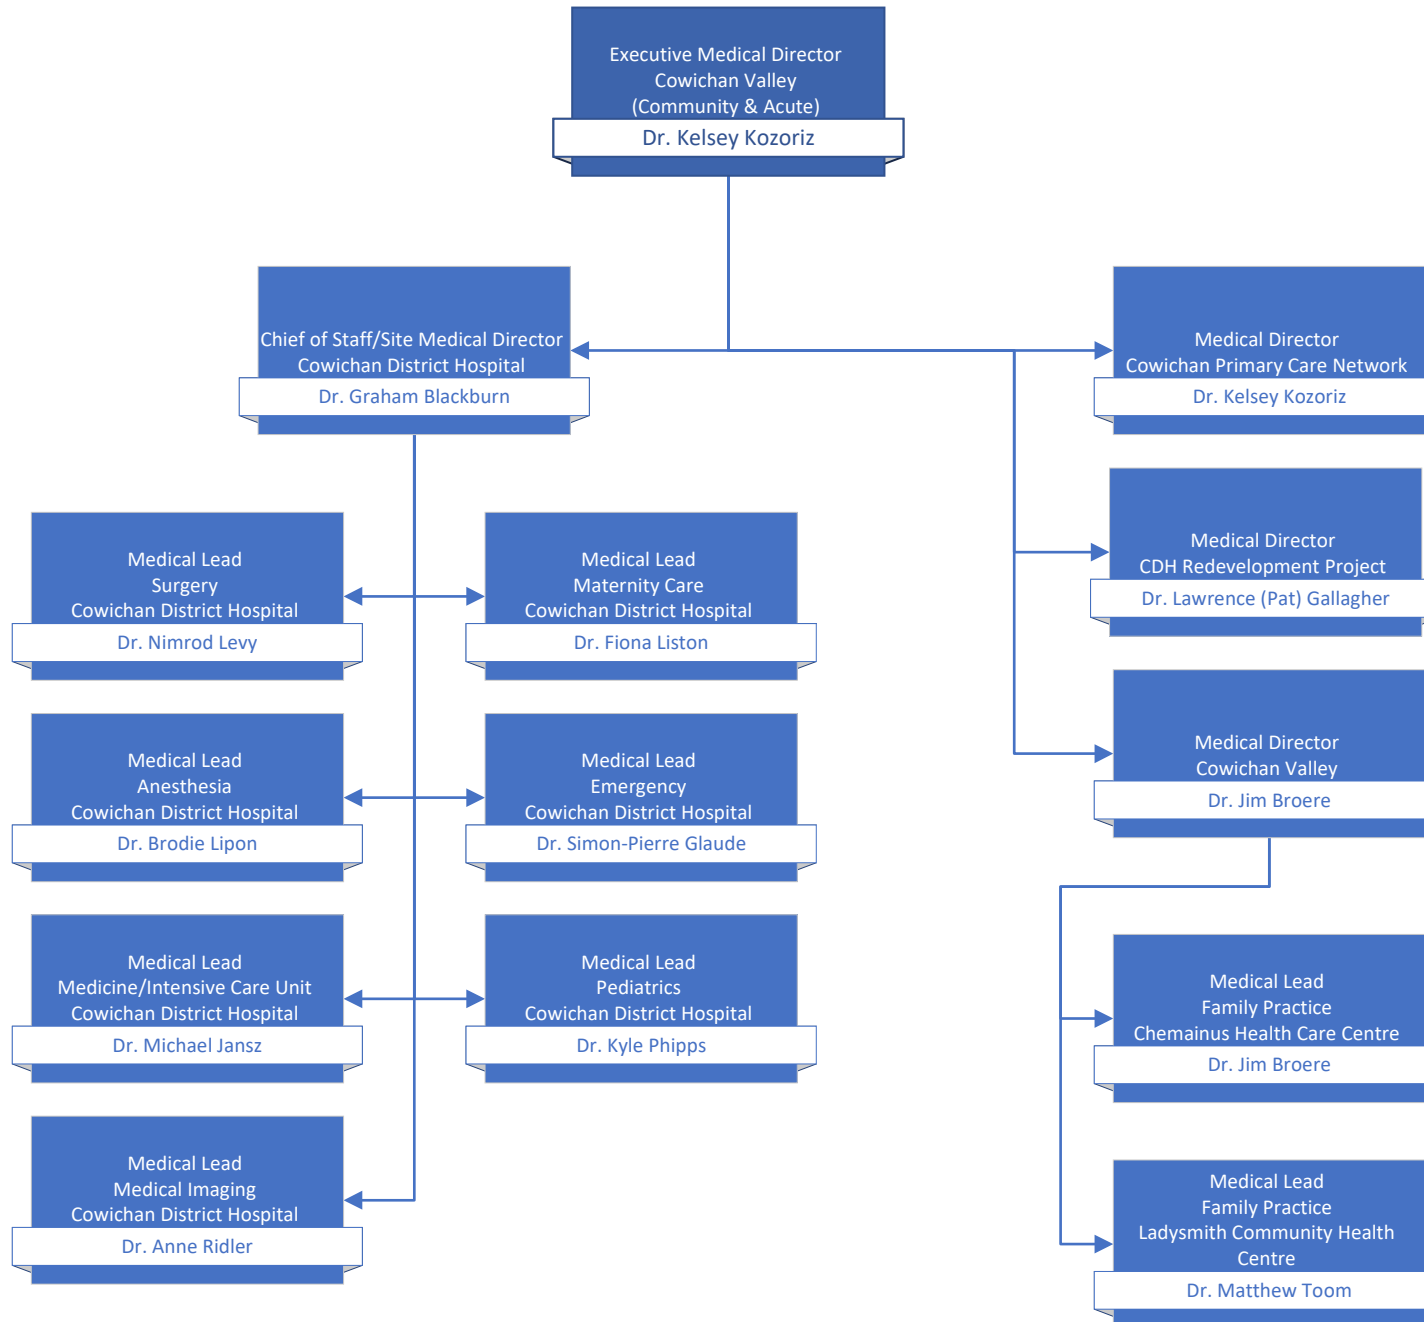 Executive Medical Director
Cowichan Valley
(Community & Acute)
Dr. Kelsey Kozoriz
Chief of Staff/Site Medical Director
Cowichan District Hospital
Dr. Graham Blackburn
Medical Director
Cowichan Primary Care Network
Dr. Kelsey Kozoriz
Medical Director
CDH Redevelopment Project
Dr. Lawrence (Pat) Gallagher
Medical Lead
Surgery
Cowichan District Hospital
Dr. Nimrod Levy
Medical Lead
Maternity Care
Cowichan District Hospital
Dr. Fiona Liston
Medical Director
Cowichan Valley
Dr. Jim Broere
Medical Lead
Anesthesia
Cowichan District Hospital
Dr. Brodie Lipon
Medical Lead
Emergency
Cowichan District Hospital
Dr. Simon-Pierre Glaude
Medical Lead
Medicine/Intensive Care Unit
Cowichan District Hospital
Dr. Michael Jansz
Medical Lead
Pediatrics
Cowichan District Hospital
Dr. Kyle Phipps
Medical Lead
Family Practice
Chemainus Health Care Centre
Dr. Jim Broere
Medical Lead
Medical Imaging
Cowichan District Hospital
Dr. Anne Ridler
Medical Lead
Family Practice
Ladysmith Community Health
Centre
Dr. Matthew Toom